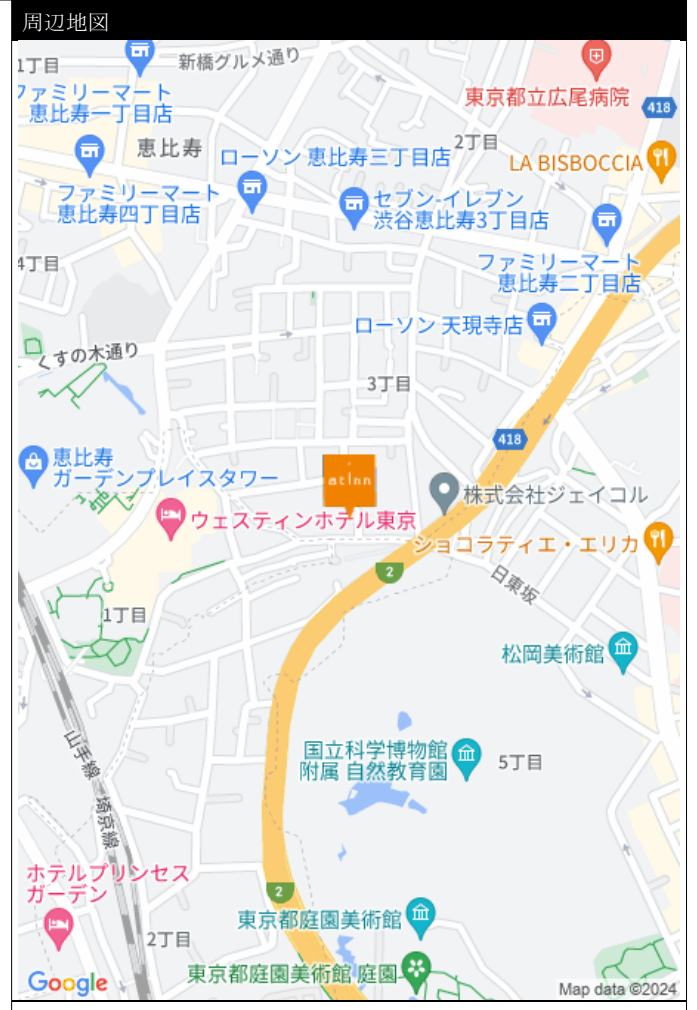 周辺地図
1丁目
新橋グルメ通り
ファミリーマート
恵比寿一丁目店
東京都立広尾病院
418
恵比寿
ローソン 恵比寿三丁目店
2丁目
LA BISBOCCIA
ファミリーマート
恵比寿四丁目店
セブン-イレブン
渋谷恵比寿3丁目店
4丁目
ファミリーマート
恵比寿二丁目店
ローソン 天現寺店
くすの木通り
3丁目
418
恵比寿
ガーデンプレイスタワー
at inn
株式会社ジェイコル
ウェスティンホテル東京
ショコラティエ・エリカ
2
日東坂
1丁目
松岡美術館
山手線
埼京線
国立科学博物館
附属 自然教育園
5丁目
ホテルプリンセス
ガーデン
2
東京都庭園美術館
2丁目
東京都庭園美術館 庭園
Google
Map data ©2024